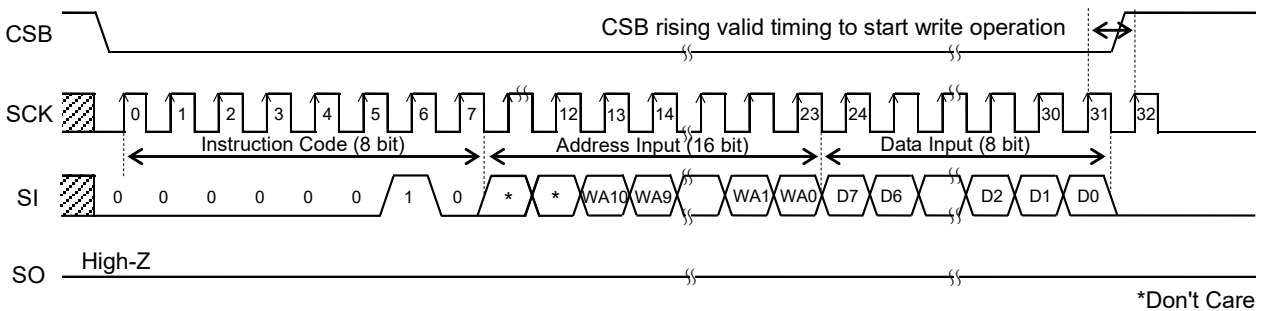 CSB
CSB rising valid timing to start write operation
SCK
0 1 2 3 4 5 6 7 12 13 14 23 24 30 31 32
Instruction Code (8 bit) Address Input (16 bit) Data Input (8 bit)
SI
0 0 0 0 0 0 1 0 * * WA10 WA9 WA1 WA0 D7 D6 D2 D1 D0
High-Z
SO
*Don't Care